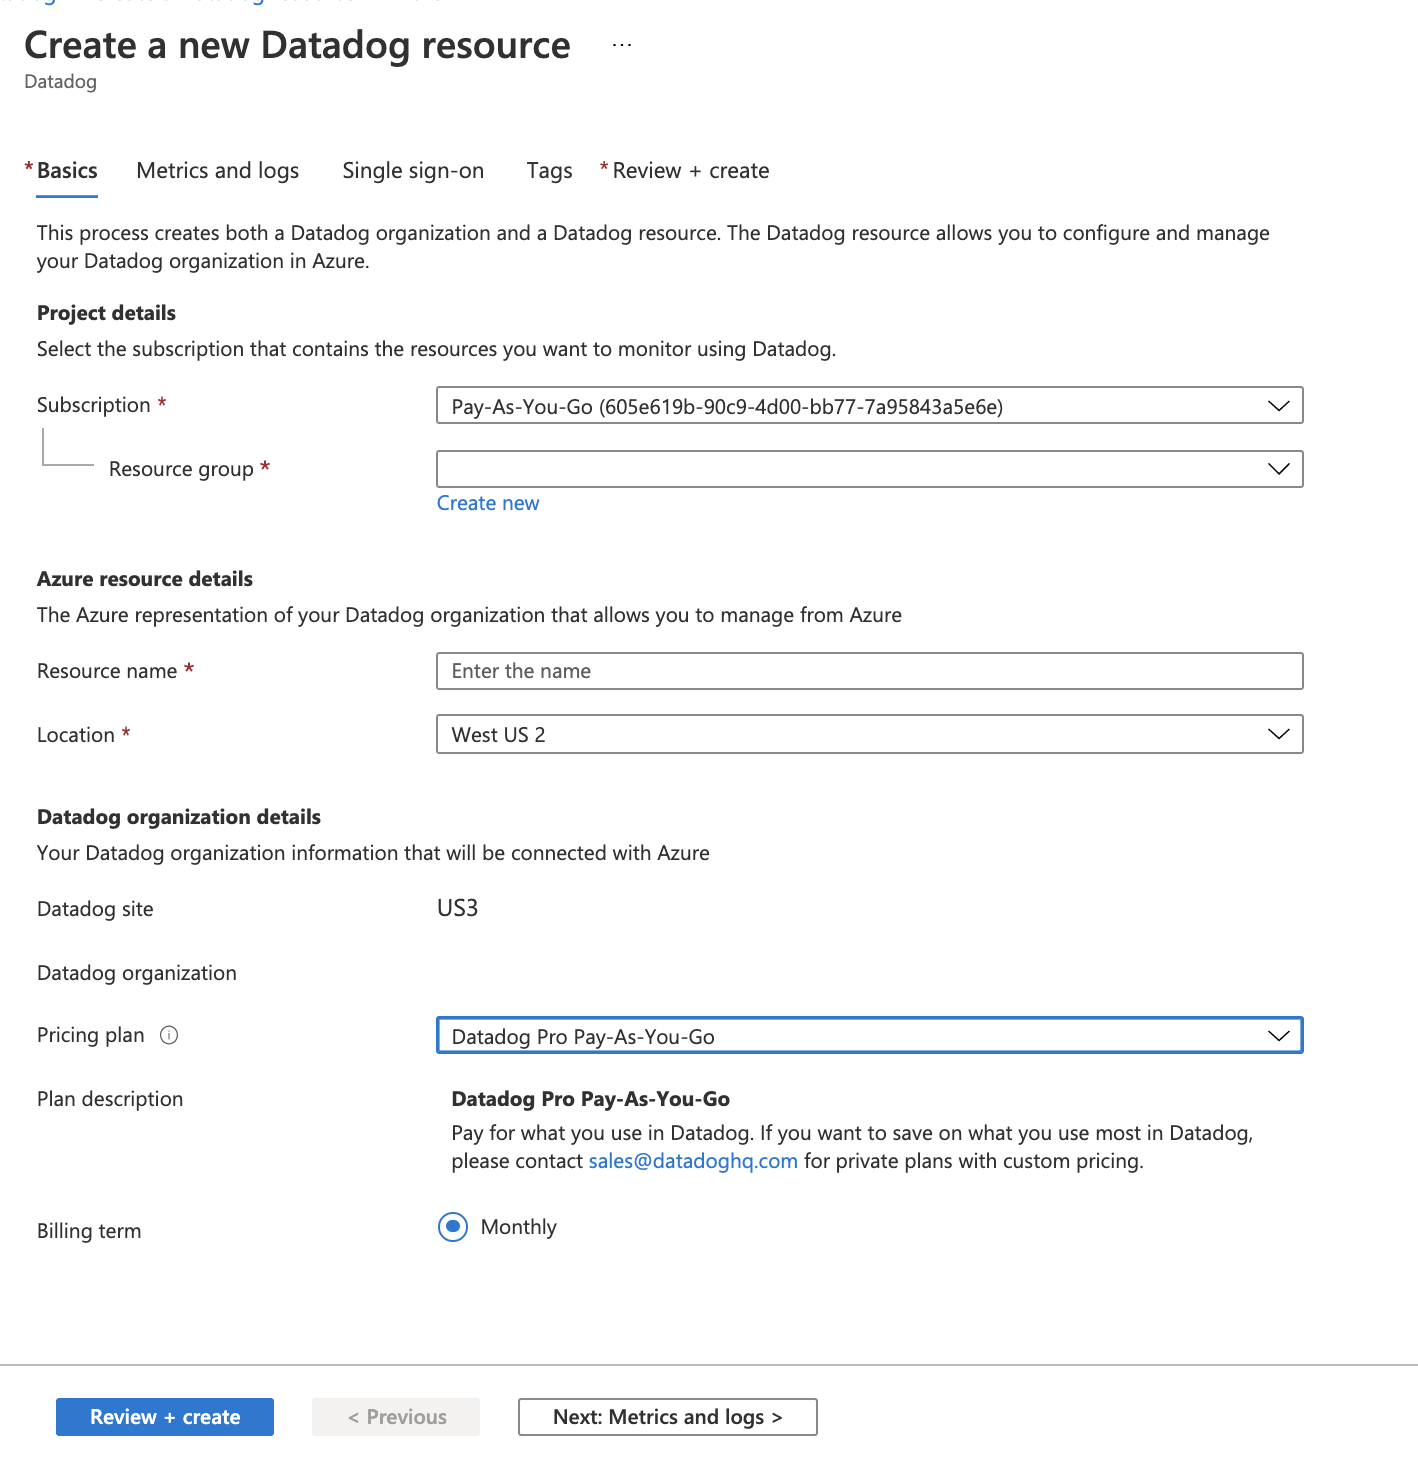 Create a new Datadog resource ...
Datadog
* Basics Metrics and logs Single sign-on Tags * Review + create
This process creates both a Datadog organization and a Datadog resource. The Datadog resource allows you to configure and manage
your Datadog organization in Azure.
Project details
Select the subscription that contains the resources you want to monitor using Datadog.
Subscription * Pay-As-You-Go (605e619b-90c9-4d00-bb77-7a95843a5e6e)
Resource group *
Create new
Azure resource details
The Azure representation of your Datadog organization that allows you to manage from Azure
Resource name * Enter the name
Location * West US 2
Datadog organization details
Your Datadog organization information that will be connected with Azure
Datadog site US3
Datadog organization
Pricing plan Datadog Pro Pay-As-You-Go
Plan description Datadog Pro Pay-As-You-Go
Pay for what you use in Datadog. If you want to save on what you use most in Datadog,
please contact sales@datadoghq.com for private plans with custom pricing.
Billing term Monthly
Review + create < Previous Next: Metrics and logs >